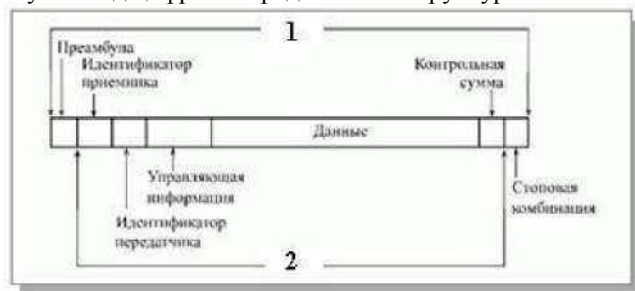 1
Преамбула
Идентификатор
приемника
Контрольная
сумма
Данные
Управляющая
информация
Идентификатор
передатчика
Стоповая
комбинация
2